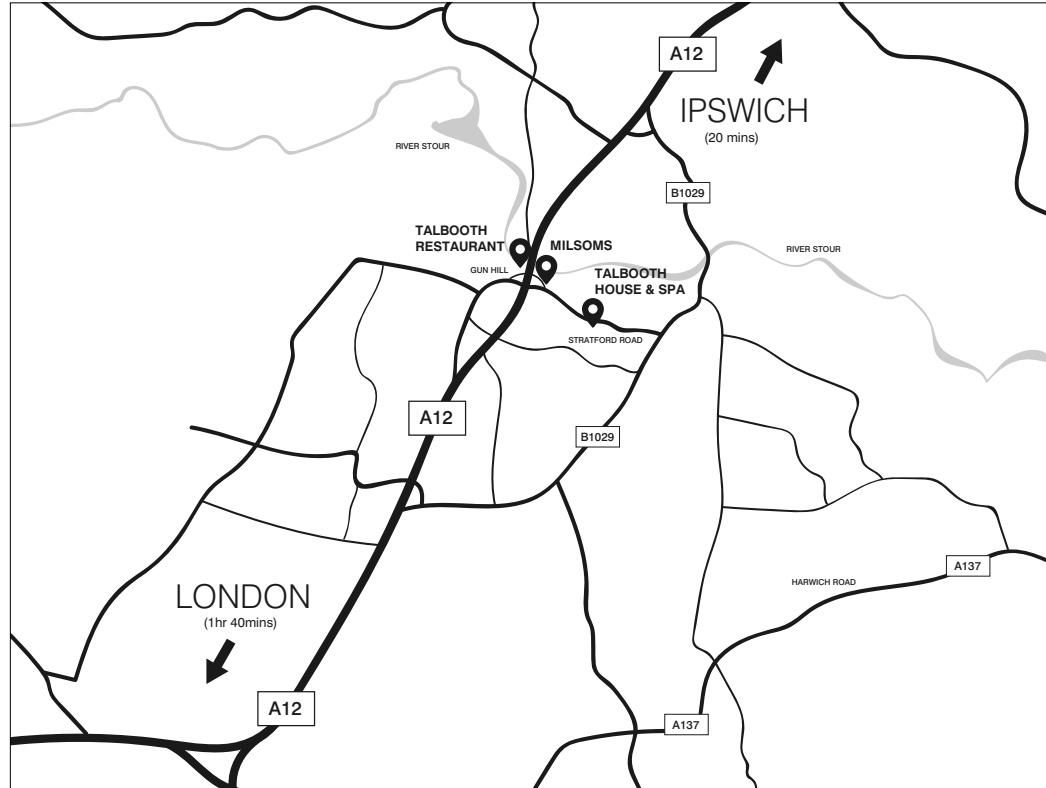 A12
IPSWICH
(20 mins)
RIVER STOUR
B1029
TALBOOTH
RESTAURANT
MILSOMS
RIVER STOUR
GUN HILL
TALBOOTH
HOUSE & SPA
STRATFORD ROAD
A12
B1029
A137
HARWICH ROAD
LONDON
(1hr 40mins)
A12
A137